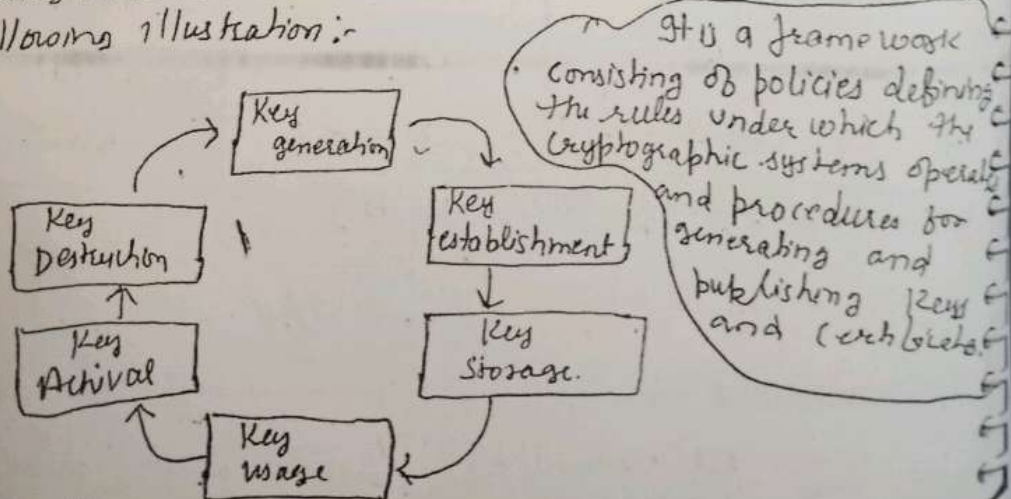 llowing illustration :-
Key
generation
Key
establishment
Key
Storage.
Key
usage
Key
Achival
Key
Destruction
It is a framework
consisting of policies defining
the rules under which the
cryptographic systems operate
and procedures for
generating and
publishing keys
and certificates.